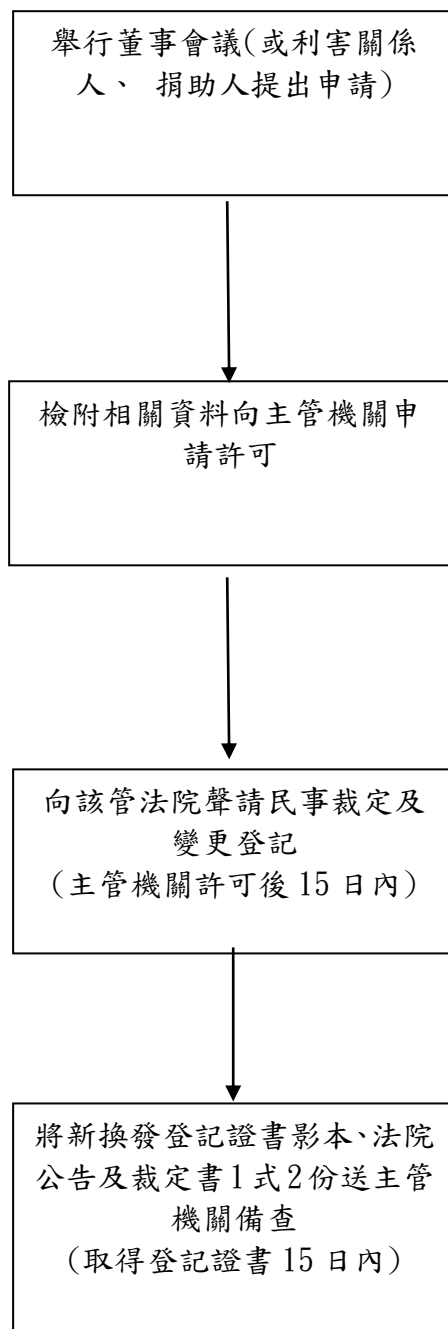 舉行董事會議(或利害關係
人、 捐助人提出申請)
檢附相關資料向主管機關申
請許可
向該管法院聲請民事裁定及
變更登記
(主管機關許可後 15 日內)
將新換發登記證書影本、法院
公告及裁定書1式2份送主管
機關備查
(取得登記證書 15 日內)